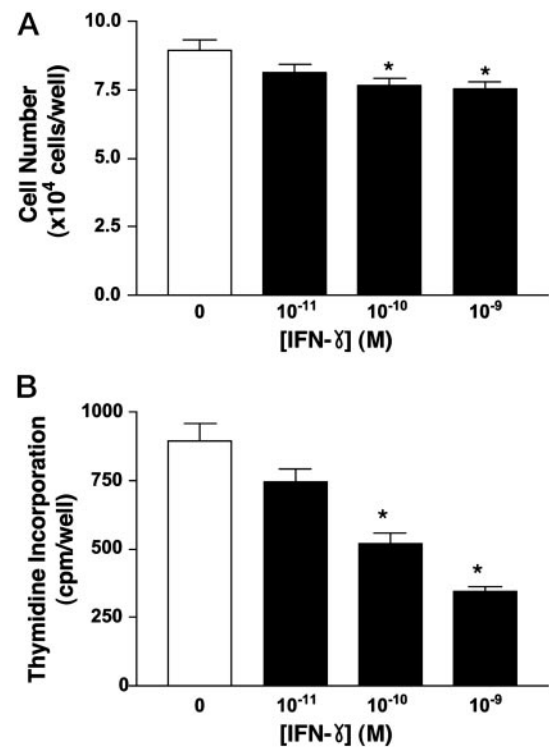 A
Cell Number
(x10⁴ cells/well)
10.0
7.5
5.0
2.5
0.0
*
*
0 10⁻¹¹ 10⁻¹⁰ 10⁻⁹
[IFN-ɣ] (M)
B
Thymidine Incorporation
(cpm/well)
1000
750
500
250
0
*
*
0 10⁻¹¹ 10⁻¹⁰ 10⁻⁹
[IFN-ɣ] (M)